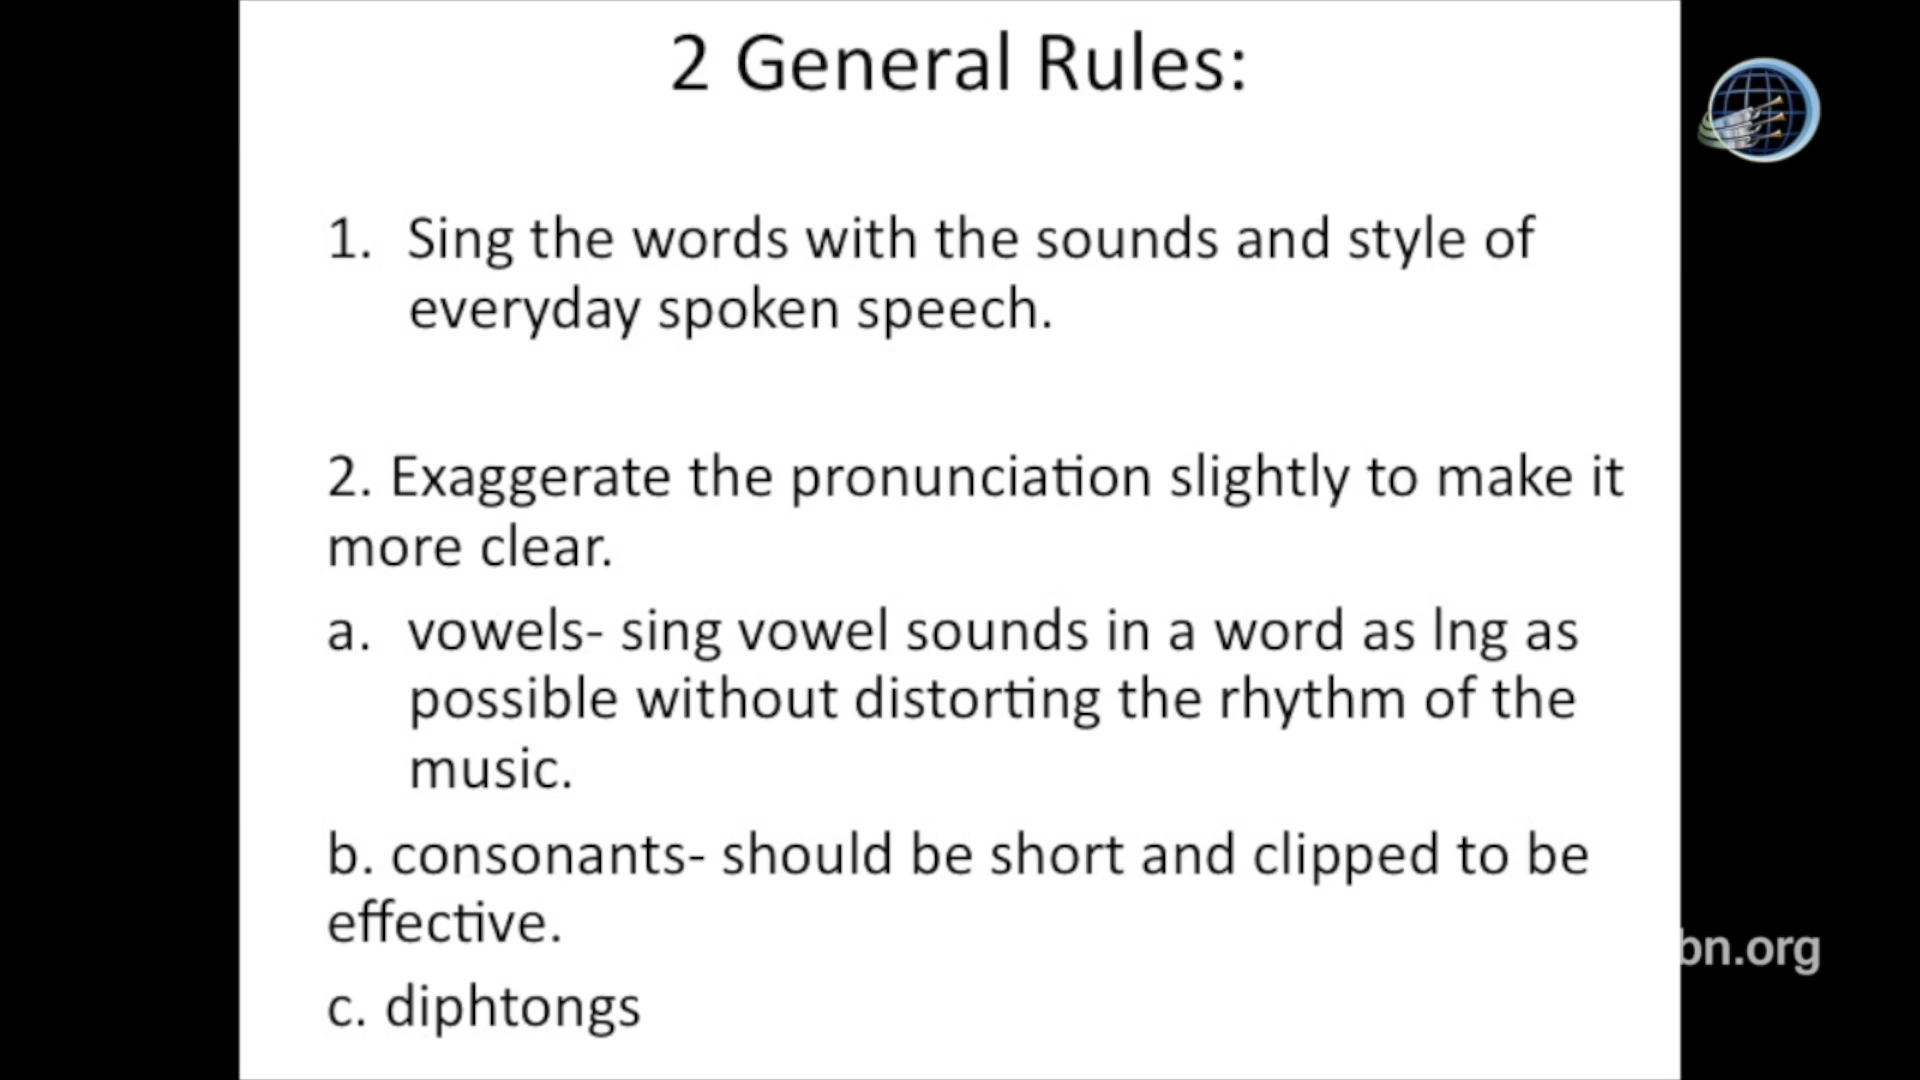 2 General Rules:
1. Sing the words with the sounds and style of
everyday spoken speech.
2. Exaggerate the pronunciation slightly to make it
more clear.
a. vowels- sing vowel sounds in a word as lng as
possible without distorting the rhythm of the
music.
b. consonants- should be short and clipped to be
effective.
bn.org
c. diphtongs